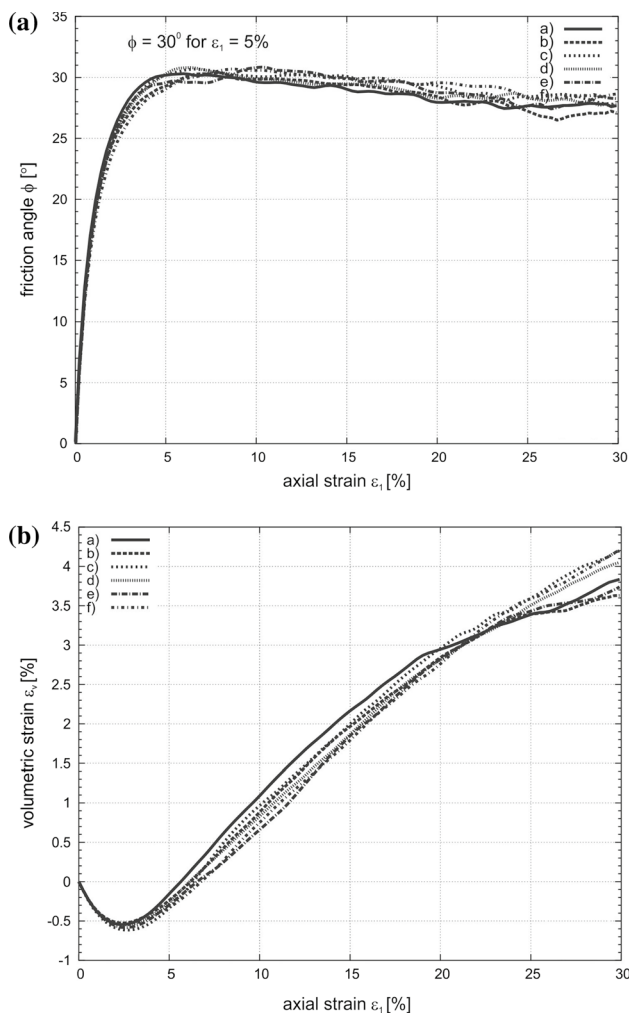 (a)
35
30
25
20
15
10
5
0
ϕ = 30⁰ for ε₁ = 5%
a)
b)
c)
d)
e)
f)
friction angle ϕ [°]
0 5 10 15 20 25 30
axial strain ε₁ [%]
(b)
4.5
4
3.5
3
2.5
2
1.5
1
0.5
0
-0.5
-1
a)
b)
c)
d)
e)
f)
volumetric strain εᵥ [%]
0 5 10 15 20 25 30
axial strain ε₁ [%]